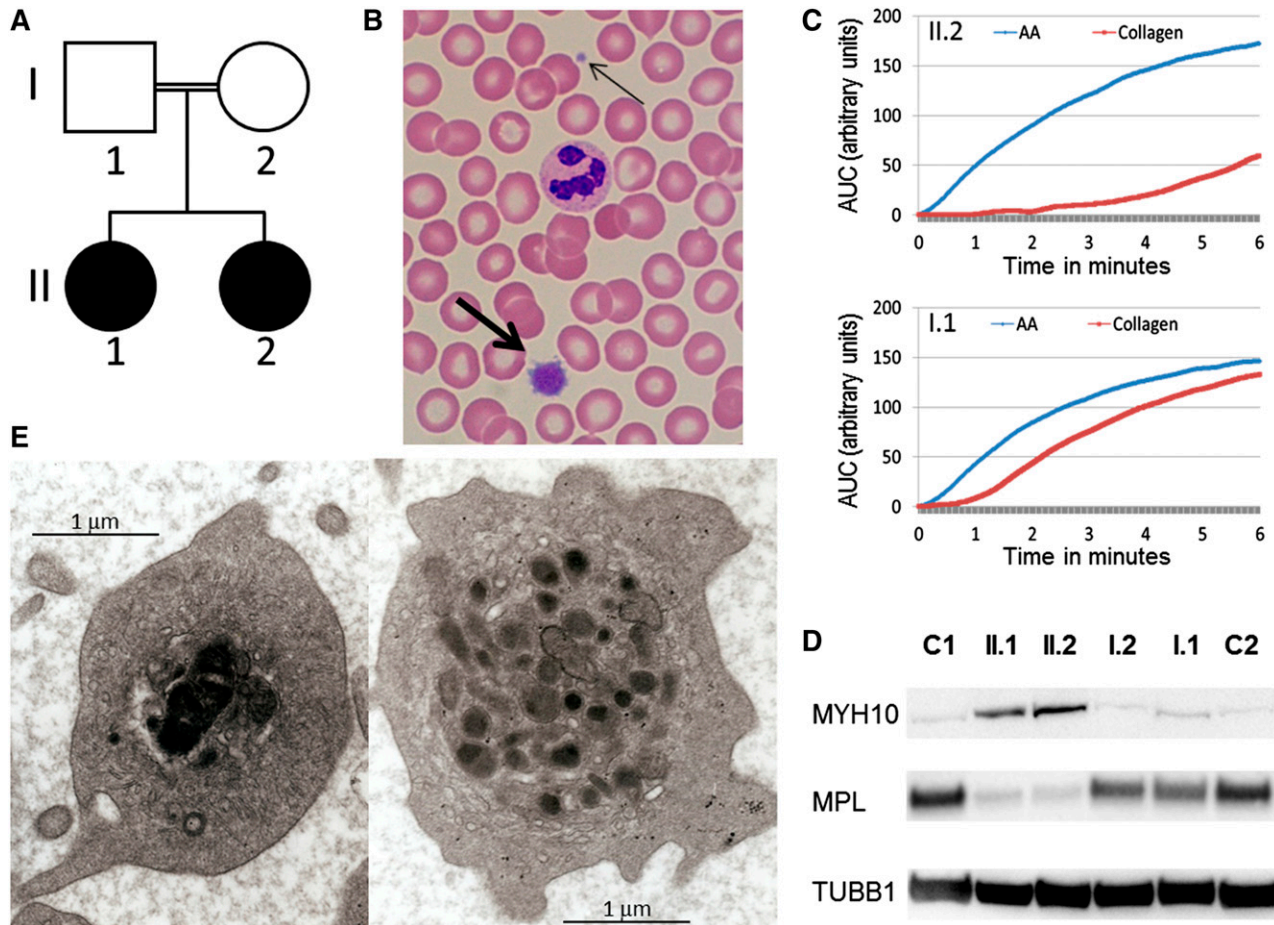 A
I
1
2
II
1
2
B
C
200
150
100
50
0
AUC (arbitrary units)
II.2
AA
Collagen
0 1 2 3 4 5 6
Time in minutes
200
150
100
50
0
AUC (arbitrary units)
I.1
AA
Collagen
0 1 2 3 4 5 6
Time in minutes
D
C1 II.1 II.2 I.2 I.1 C2
MYH10
MPL
TUBB1
E
1 µm
1 µm